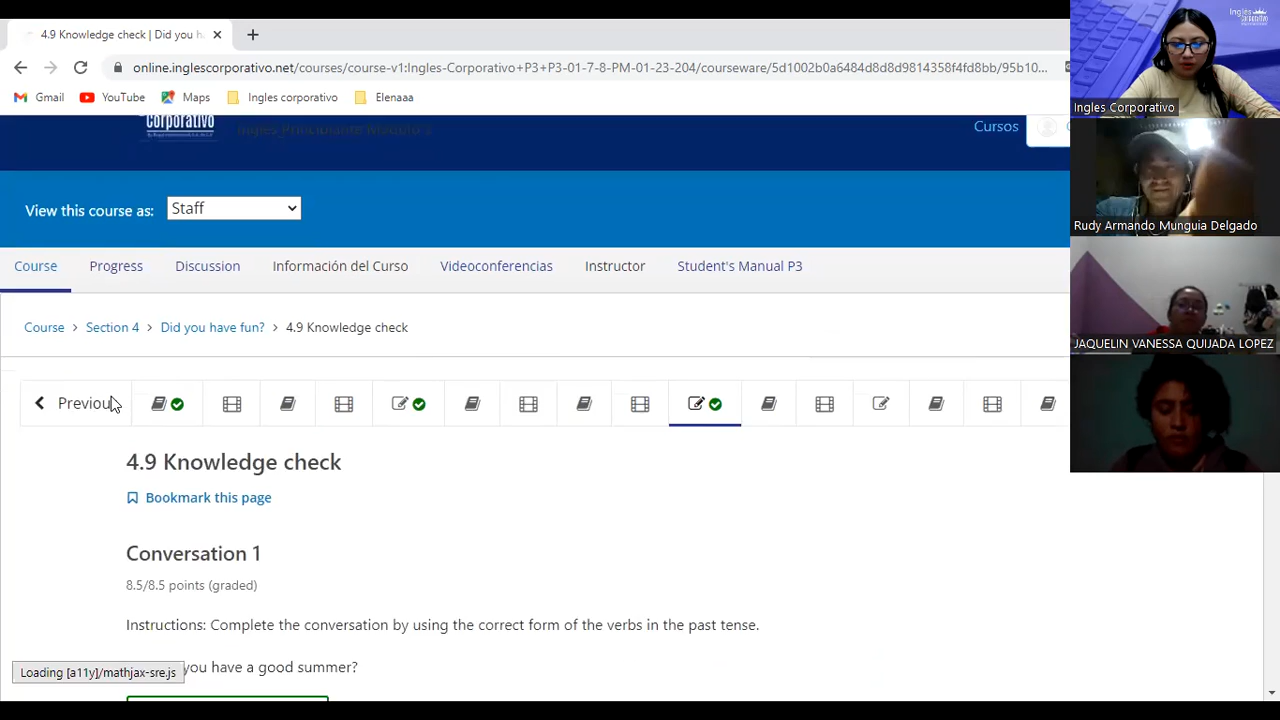 4.9 Knowledge check | Did you h
online.inglescorporativo.net/courses/course-v1:Ingles-Corporativo+P3+P3-01-7-8-PM-01-23-204/courseware/5d1002b0a6484d8d8d9814358f4fd8bb/95b10...
Gmail YouTube Maps Ingles corporativo Elenaaa
corporativo Ingles Principiante Modulo Cursos
View this course as: Staff
Course Progress Discussion Información del Curso Videoconferencias Instructor Student's Manual P3
Course > Section 4 > Did you have fun? > 4.9 Knowledge check
Previous
4.9 Knowledge check
Bookmark this page
Conversation 1
8.5/8.5 points (graded)
Instructions: Complete the conversation by using the correct form of the verbs in the past tense.
you have a good summer?
Loading [a11y]/mathjax-sre.js
Ingles
Ingles Corporativo
Rudy Armando Munguia Delgado
JAQUELIN VANESSA QUIJADA LOPEZ